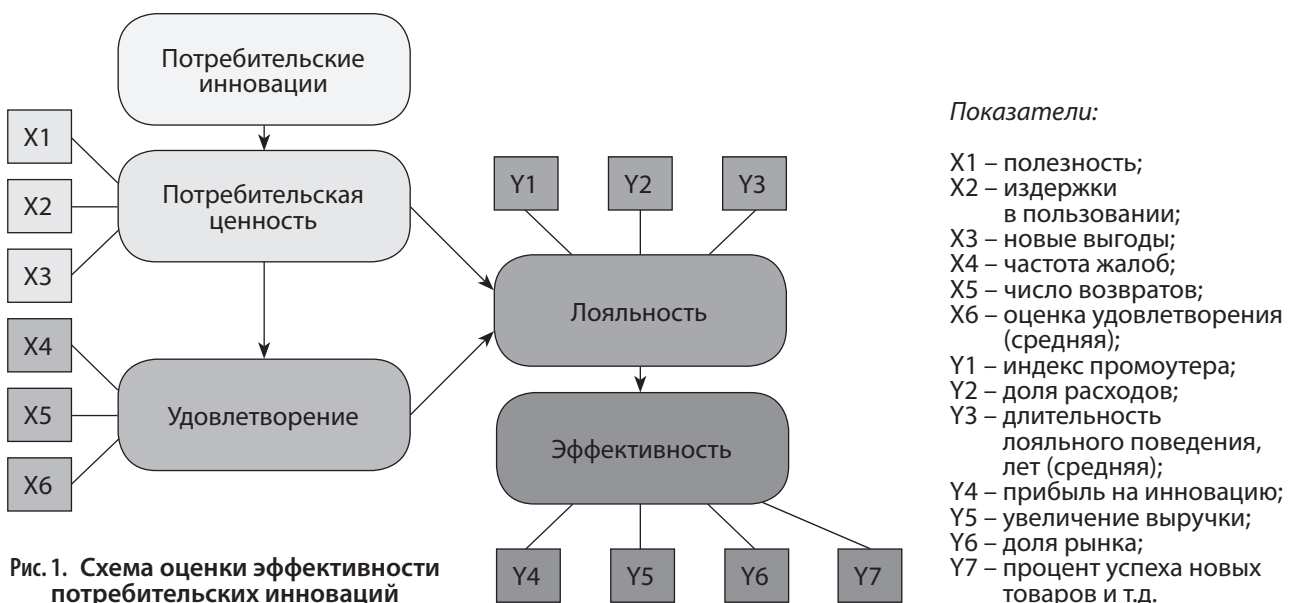 Потребительские
инновации
X1
X2
X3
Потребительская
ценность
X4
X5
X6
Удовлетворение
Y1
Y2
Y3
Лояльность
Эффективность
Y4
Y5
Y6
Y7
Рис. 1. Схема оценки эффективности
потребительских инноваций
Показатели:
X1 – полезность;
X2 – издержки
в пользовании;
X3 – новые выгоды;
X4 – частота жалоб;
X5 – число возвратов;
X6 – оценка удовлетворения
(средняя);
Y1 – индекс промоутера;
Y2 – доля расходов;
Y3 – длительность
лояльного поведения,
лет (средняя);
Y4 – прибыль на инновацию;
Y5 – увеличение выручки;
Y6 – доля рынка;
Y7 – процент успеха новых
товаров и т.д.